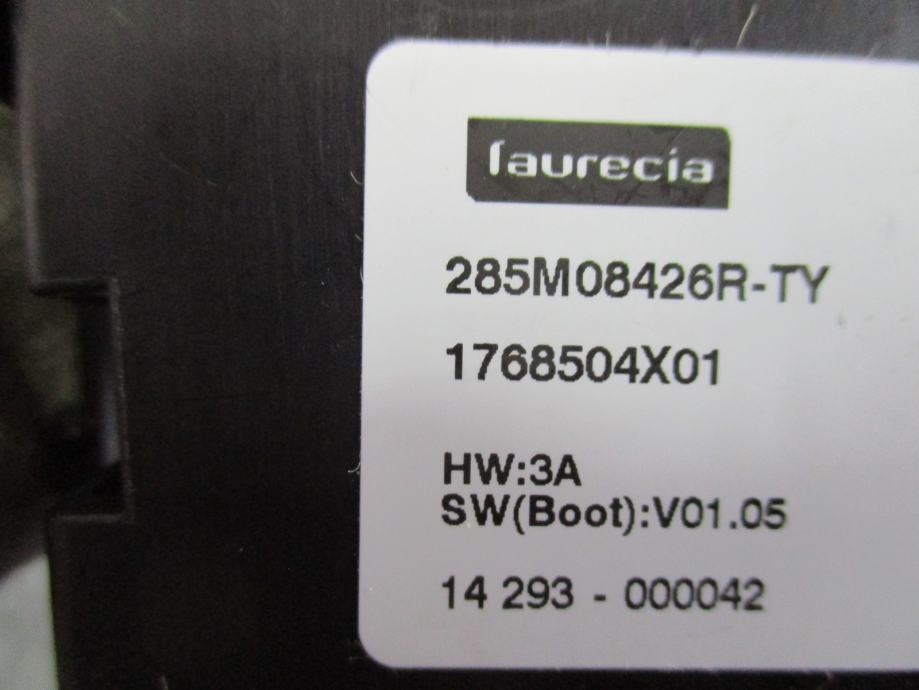 faurecia
285M08426R-TY
1768504X01
HW:3A
SW(Boot):V01.05
14 293 - 000042